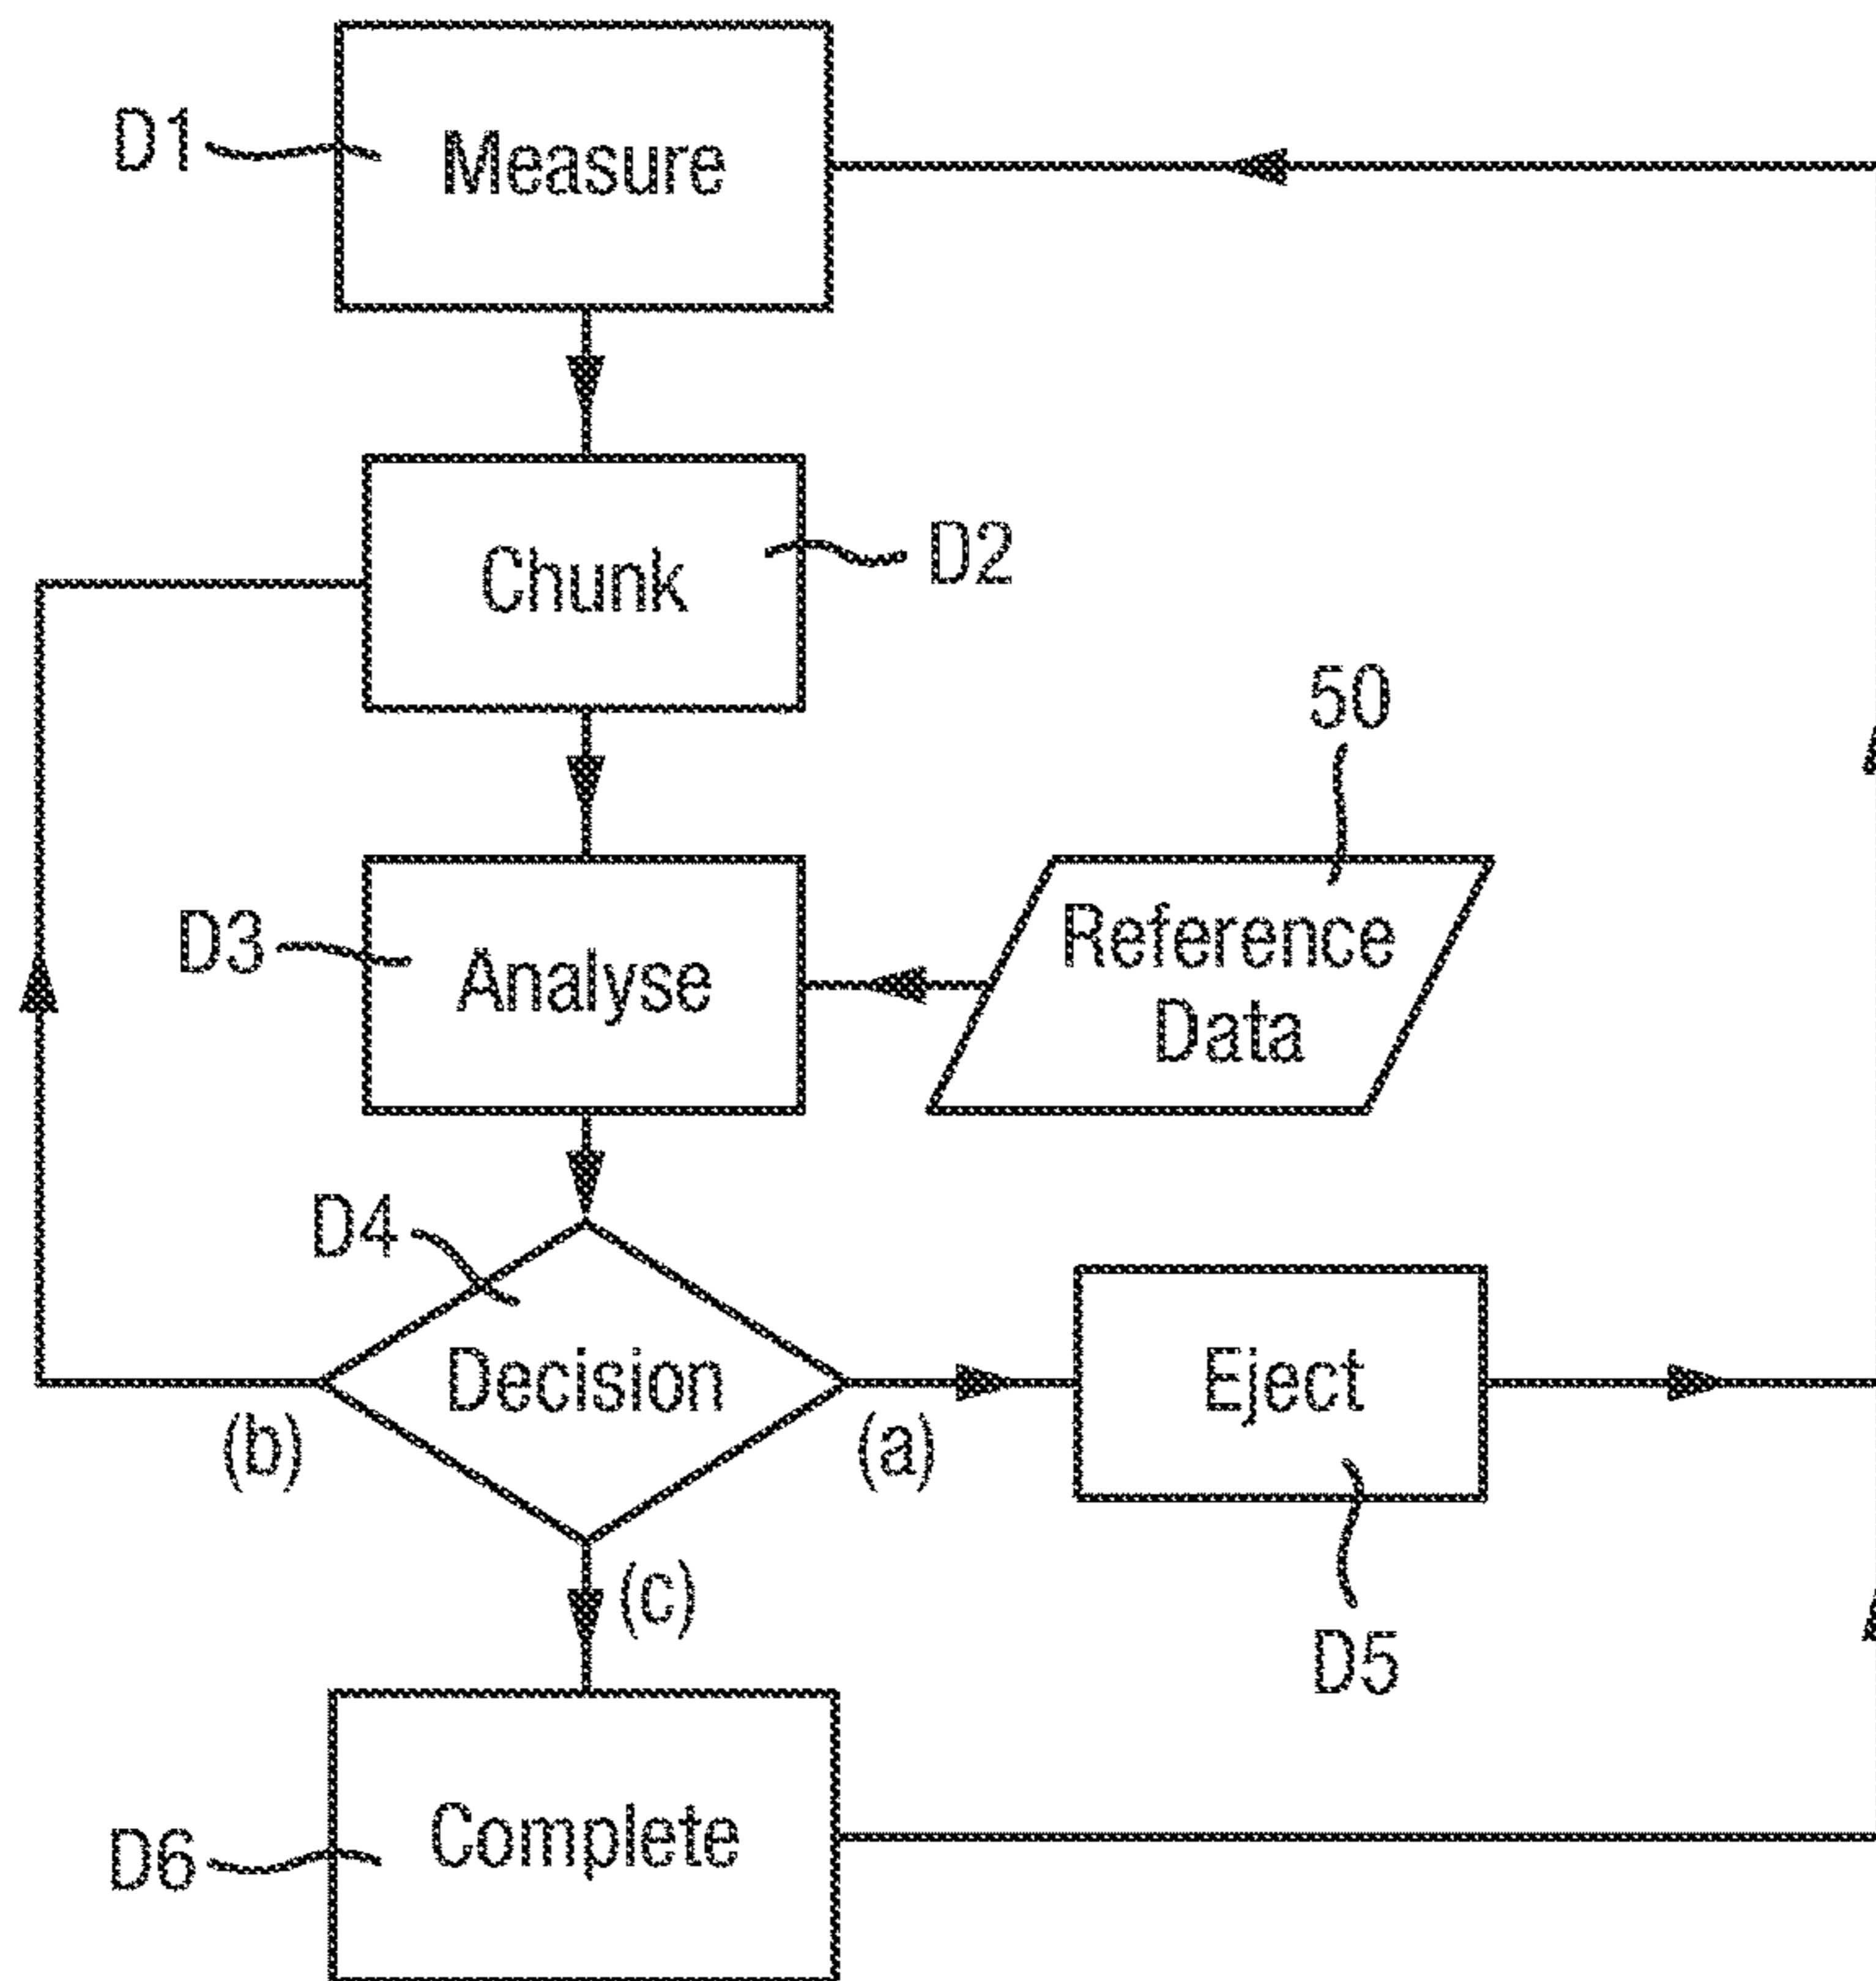 D1
Measure
Chunk
D2
50
D3
Analyse
Reference
Data
D4
Decision
Eject
(b)
(a)
(c)
D5
Complete
D6